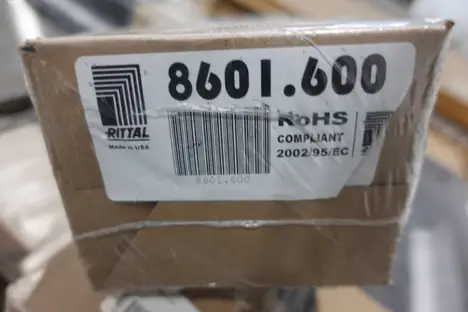 8601.600
RITTAL
Made in USA
RoHS
COMPLIANT
2002/95/EC
8601.600